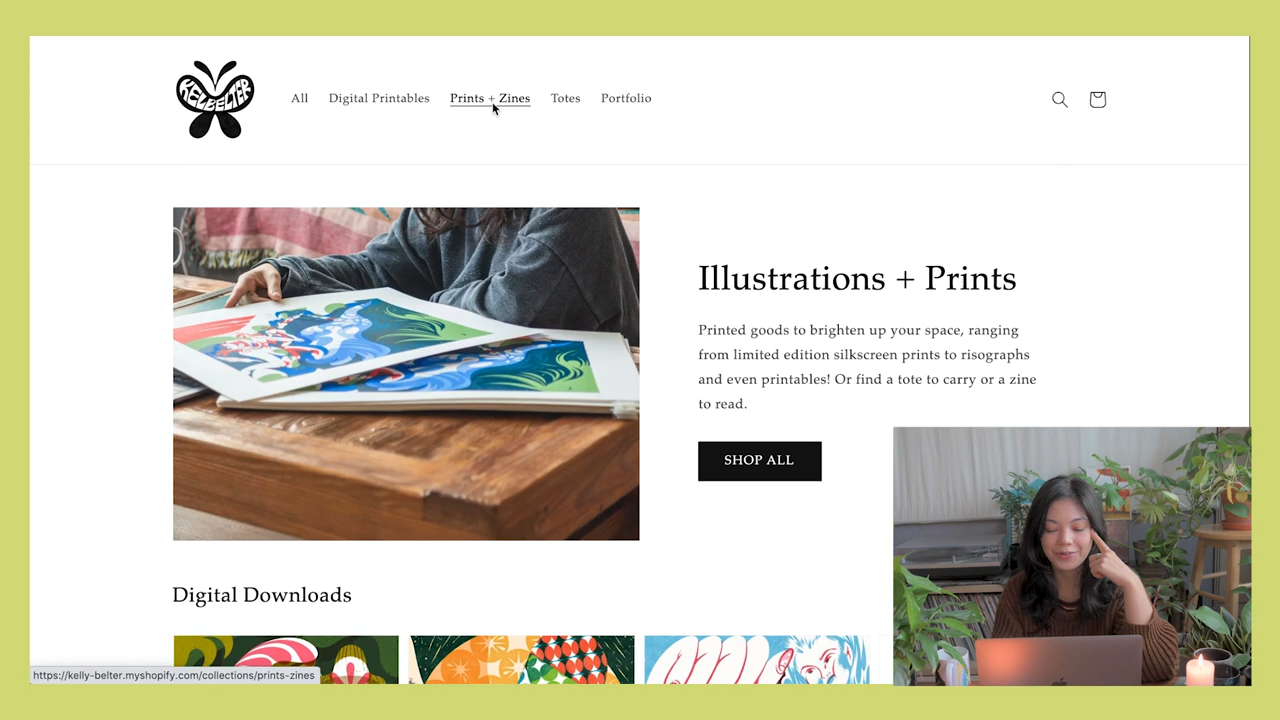 KELBELTER
All
Digital Printables
Prints + Zines
Totes
Portfolio
Illustrations + Prints
Printed goods to brighten up your space, ranging
from limited edition silkscreen prints to risographs
and even printables! Or find a tote to carry or a zine
to read.
SHOP ALL
Digital Downloads
https://kelly-belter.myshopify.com/collections/prints-zines